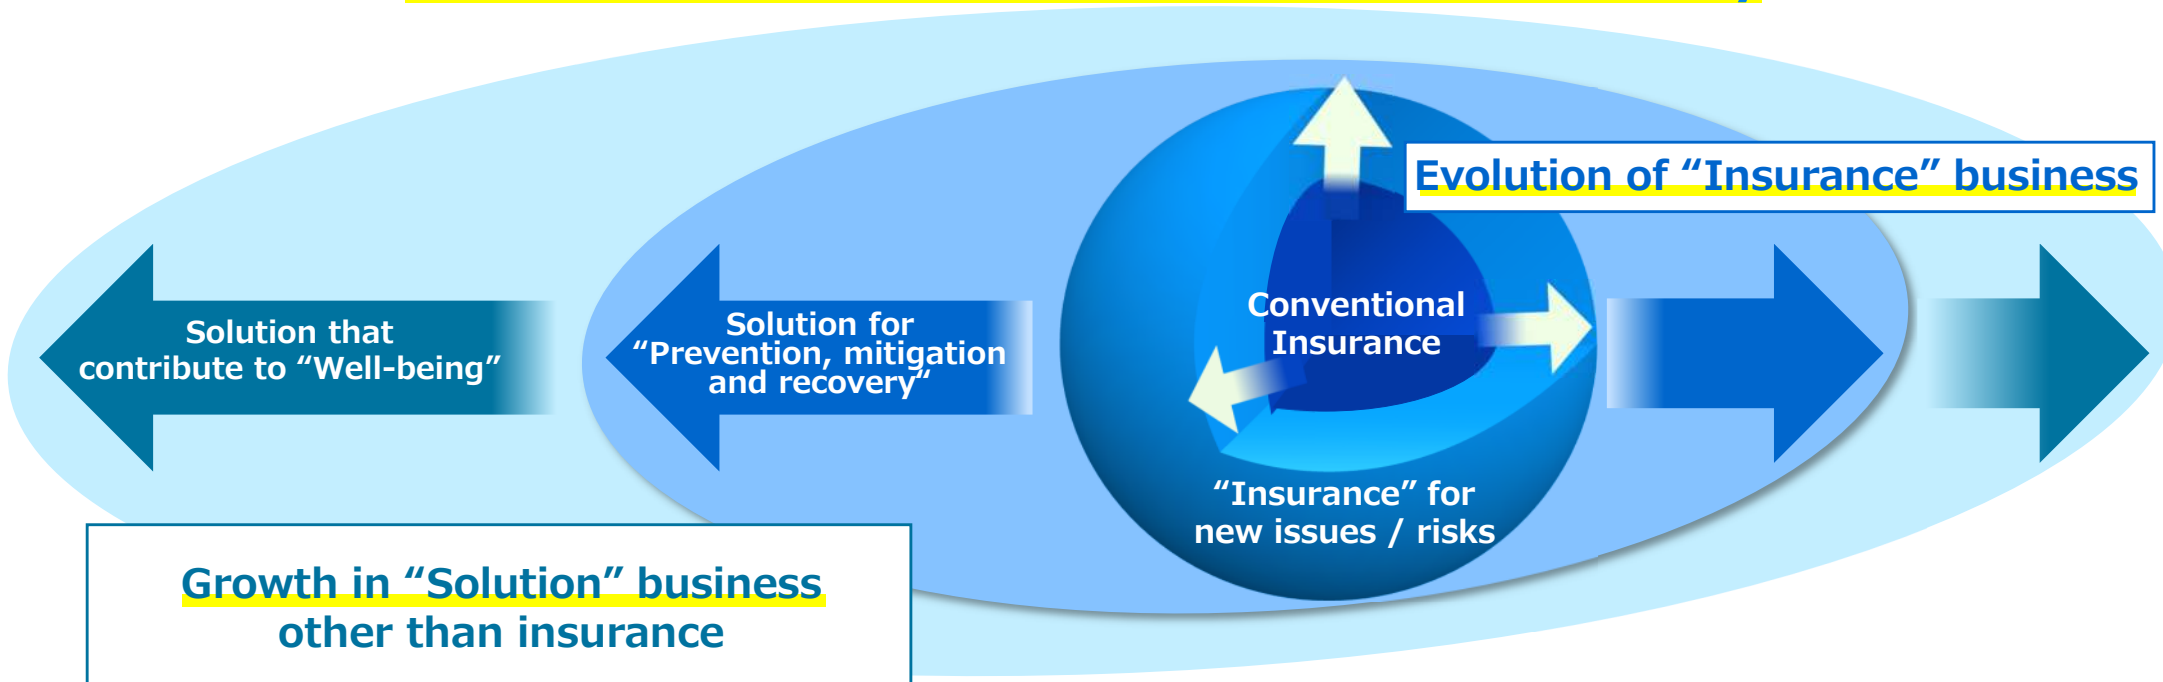 Evolution of “Insurance” business
Solution that
contribute to “Well-being”
Solution for
“Prevention, mitigation
and recovery“
Conventional
Insurance
“Insurance” for
new issues / risks
Growth in “Solution” business
other than insurance